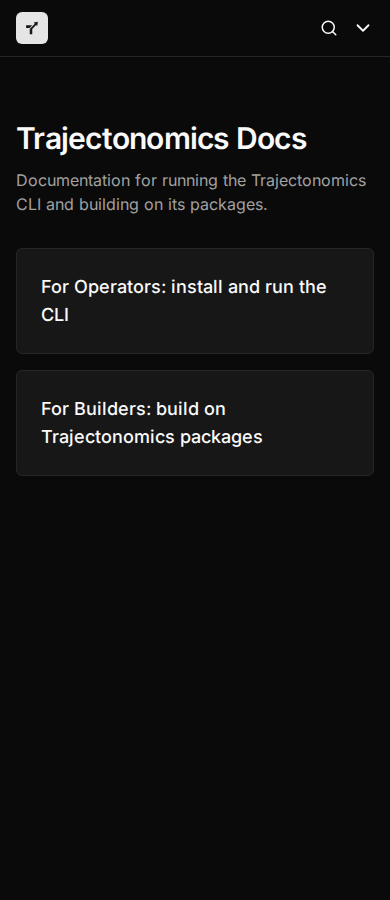 Trajectonomics Docs
Documentation for running the Trajectonomics
CLI and building on its packages.
For Operators: install and run the
CLI
For Builders: build on
Trajectonomics packages